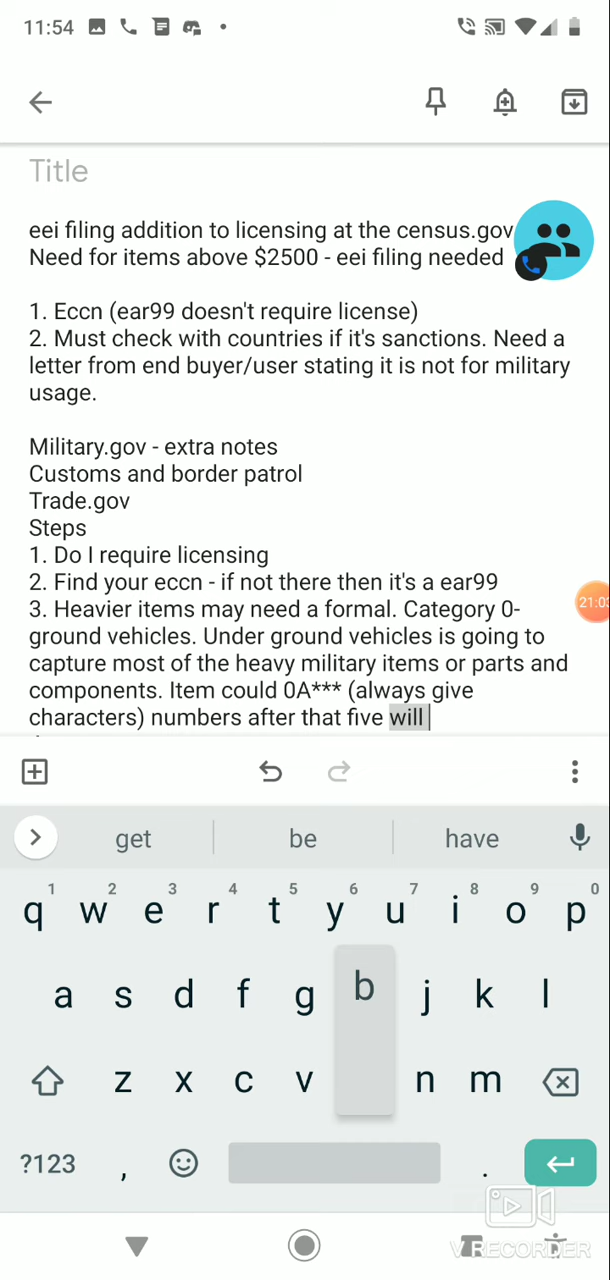 11:54
Title
eei filing addition to licensing at the census.gov
Need for items above $2500 - eei filing needed
1. Eccn (ear99 doesn't require license)
2. Must check with countries if it's sanctions. Need a
letter from end buyer/user stating it is not for military
usage.
Military.gov - extra notes
Customs and border patrol
Trade.gov
Steps
1. Do I require licensing
2. Find your eccn - if not there then it's a ear99
21:03
3. Heavier items may need a formal. Category 0-
ground vehicles. Under ground vehicles is going to
capture most of the heavy military items or parts and
components. Item could 0A*** (always give
characters) numbers after that five will
get be have
1 2 3 4 5 6 7 8 9 0
q w e r t y u i o p
a s d f g b j k l
z x c v n m
?123 , .
V RECORDER